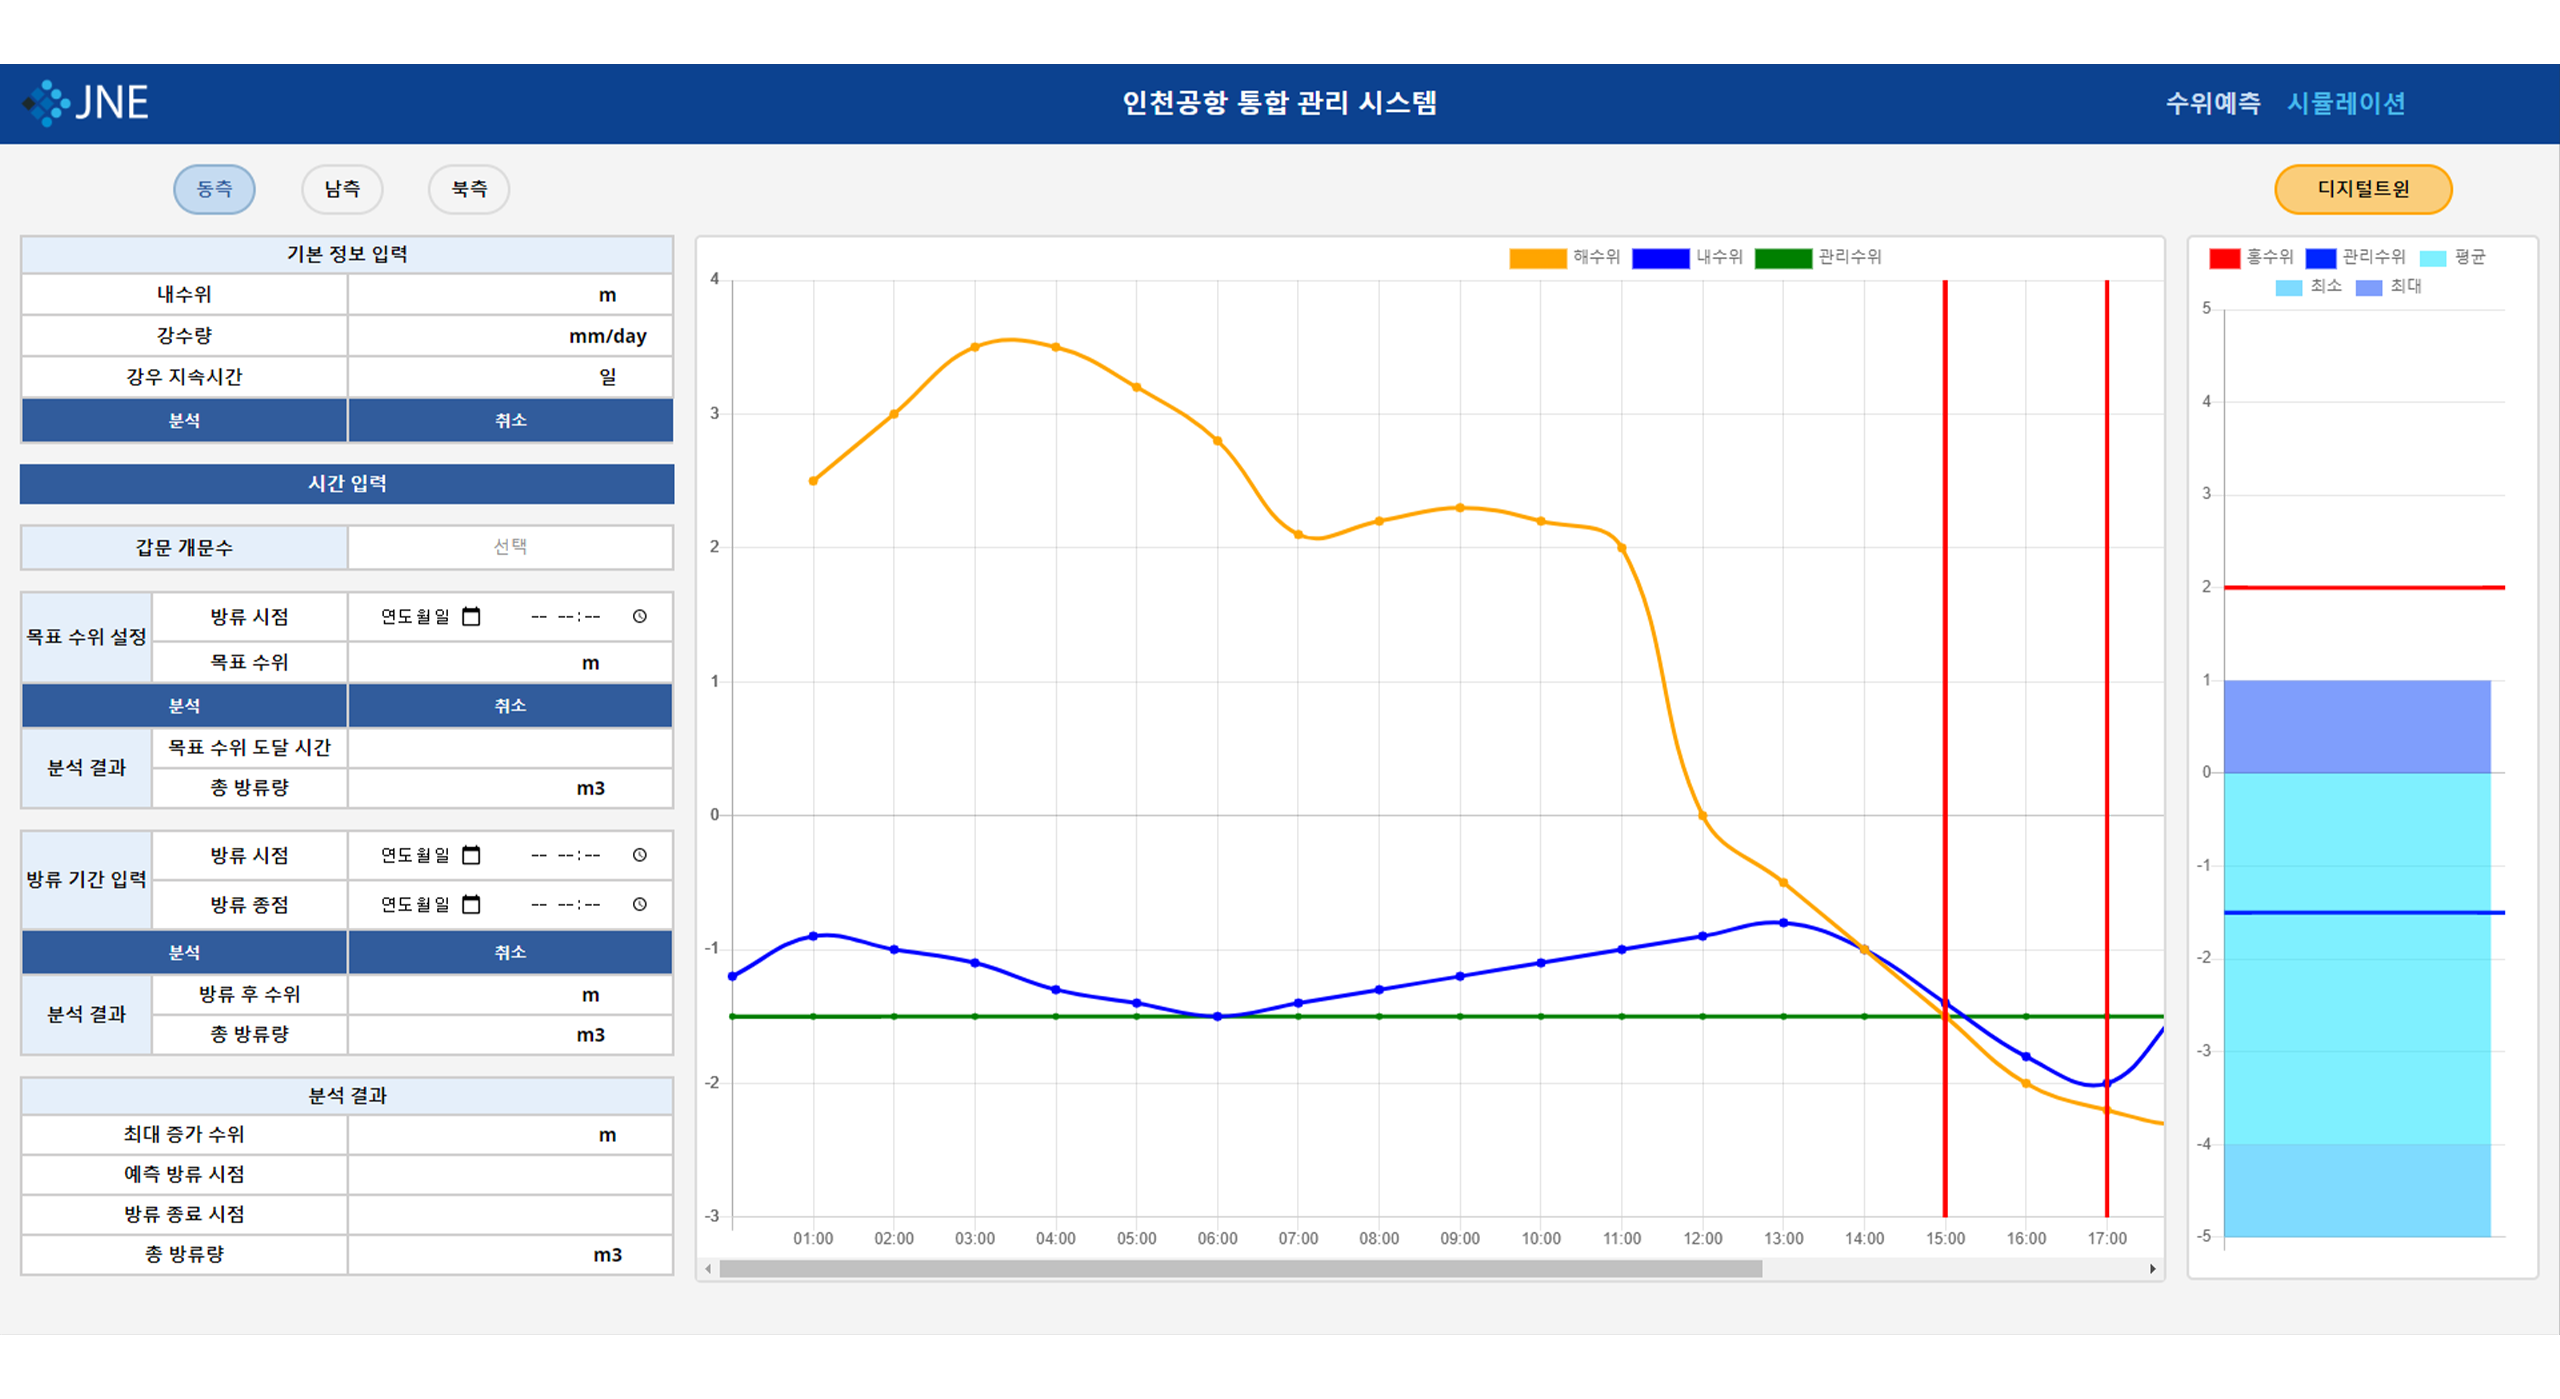 JNE
인천공항 통합 관리 시스템
수위예측 시뮬레이션
동측 남측 북측
디지털트윈
기본 정보 입력
내수위 m
강수량 mm/day
강우 지속시간 일
분석 취소
시간 입력
갑문 개문수 선택
목표 수위 설정
방류 시점 연도월일 -- --:--
목표 수위 m
분석 취소
분석 결과
목표 수위 도달 시간
총 방류량 m3
방류 기간 입력
방류 시점 연도월일 -- --:--
방류 종점 연도월일 -- --:--
분석 취소
분석 결과
방류 후 수위 m
총 방류량 m3
분석 결과
최대 증가 수위 m
예측 방류 시점
방류 종료 시점
총 방류량 m3
해수위 내수위 관리수위
4
3
2
1
0
-1
-2
-3
01:00 02:00 03:00 04:00 05:00 06:00 07:00 08:00 09:00 10:00 11:00 12:00 13:00 14:00 15:00 16:00 17:00
홍수위 관리수위 평균
최소 최대
5
4
3
2
1
0
-1
-2
-3
-4
-5